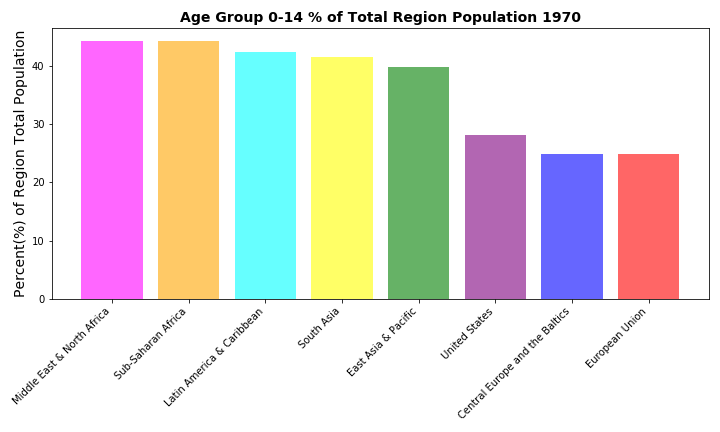 Age Group 0-14 % of Total Region Population 1970
Percent(%) of Region Total Population
40
30
20
10
0
Middle East & North Africa
Sub-Saharan Africa
Latin America & Caribbean
South Asia
East Asia & Pacific
United States
Central Europe and the Baltics
European Union